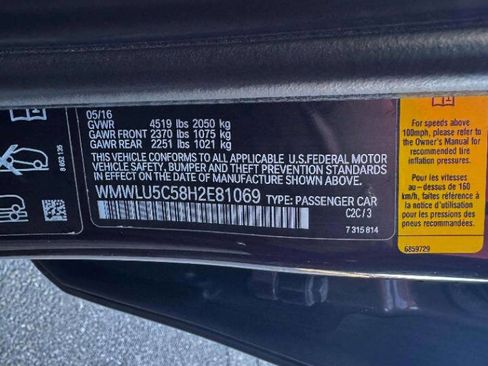 05/16
GVWR 4519 lbs 2050 kg
GAWR FRONT 2370 lbs 1075 kg
GAWR REAR 2251 lbs 1021 kg
THIS VEHICLE CONFORMS TO ALL APPLICABLE U.S.FEDERAL MOTOR
VEHICLE SAFETY, BUMPER, AND THEFT PREVENTION STANDARDS IN
EFFECT ON THE DATE OF MANUFACTURE SHOWN ABOVE.
WMWLU5C58H2E81069 TYPE: PASSENGER CAR
C2C / 3
7 315 814
8 052 135
For speeds above
100mph, please refer to
the Owner's Manual for
recommended tire
inflation pressures.
Pour les vitesses
au-dessus de 160
km/h, reportez-vous
à la notice
d'utilisation pour les
pressions des pneus
recommandées.
6859729